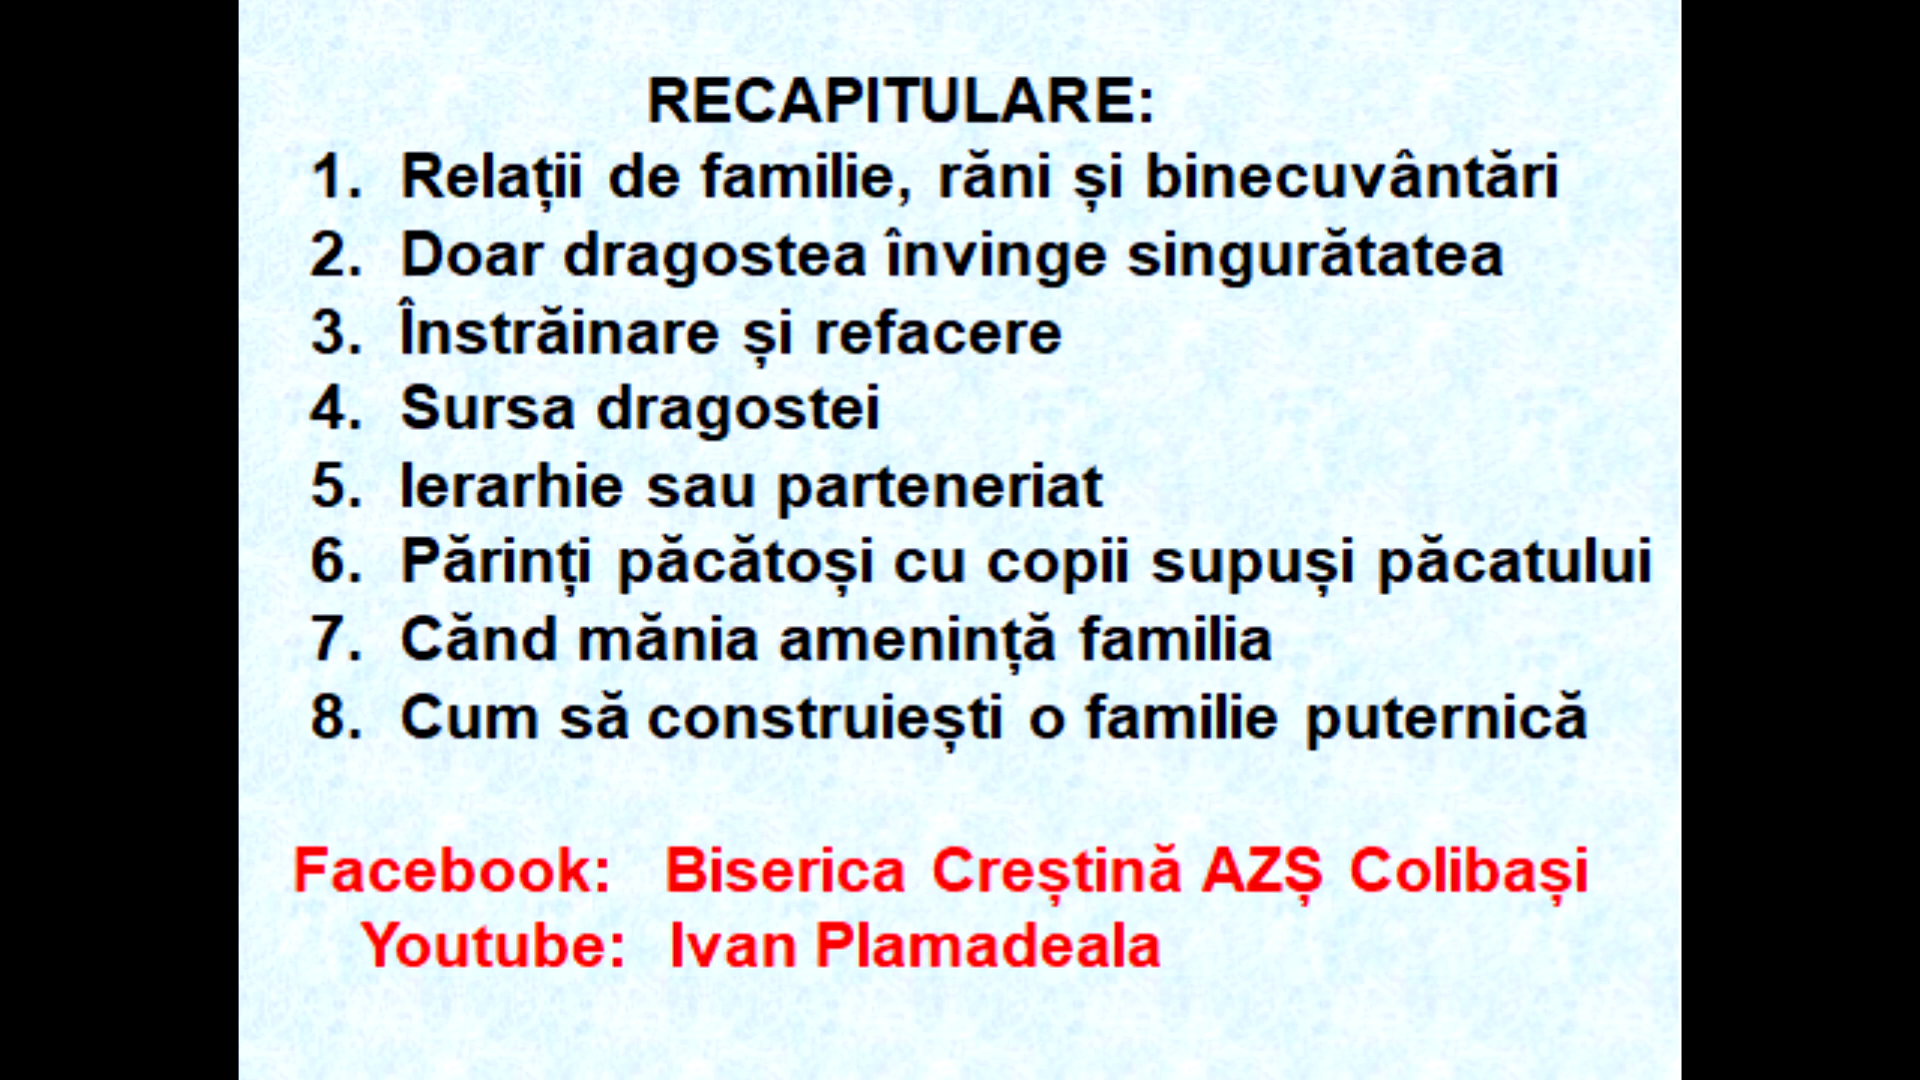 RECAPITULARE:
1. Relații de familie, răni și binecuvântări
2. Doar dragostea învinge singurătatea
3. Înstrăinare și refacere
4. Sursa dragostei
5. Ierarhie sau parteneriat
6. Părinți păcătoși cu copii supuși păcatului
7. Cănd mănia amenință familia
8. Cum să construiești o familie puternică
Facebook: Biserica Creștină AZȘ Colibași
Youtube: Ivan Plamadeala